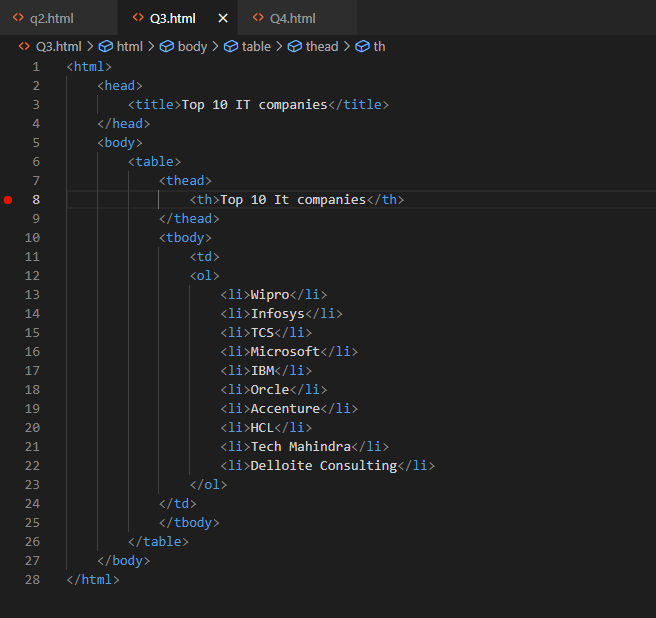 q2.html Q3.html Q4.html
Q3.html > html > body > table > thead > th
1 <html>
2 <head>
3 <title>Top 10 IT companies</title>
4 </head>
5 <body>
6 <table>
7 <thead>
8 <th>Top 10 It companies</th>
9 </thead>
10 <tbody>
11 <td>
12 <ol>
13 <li>Wipro</li>
14 <li>Infosys</li>
15 <li>TCS</li>
16 <li>Microsoft</li>
17 <li>IBM</li>
18 <li>Orcle</li>
19 <li>Accenture</li>
20 <li>HCL</li>
21 <li>Tech Mahindra</li>
22 <li>Delloite Consulting</li>
23 </ol>
24 </td>
25 </tbody>
26 </table>
27 </body>
28 </html>